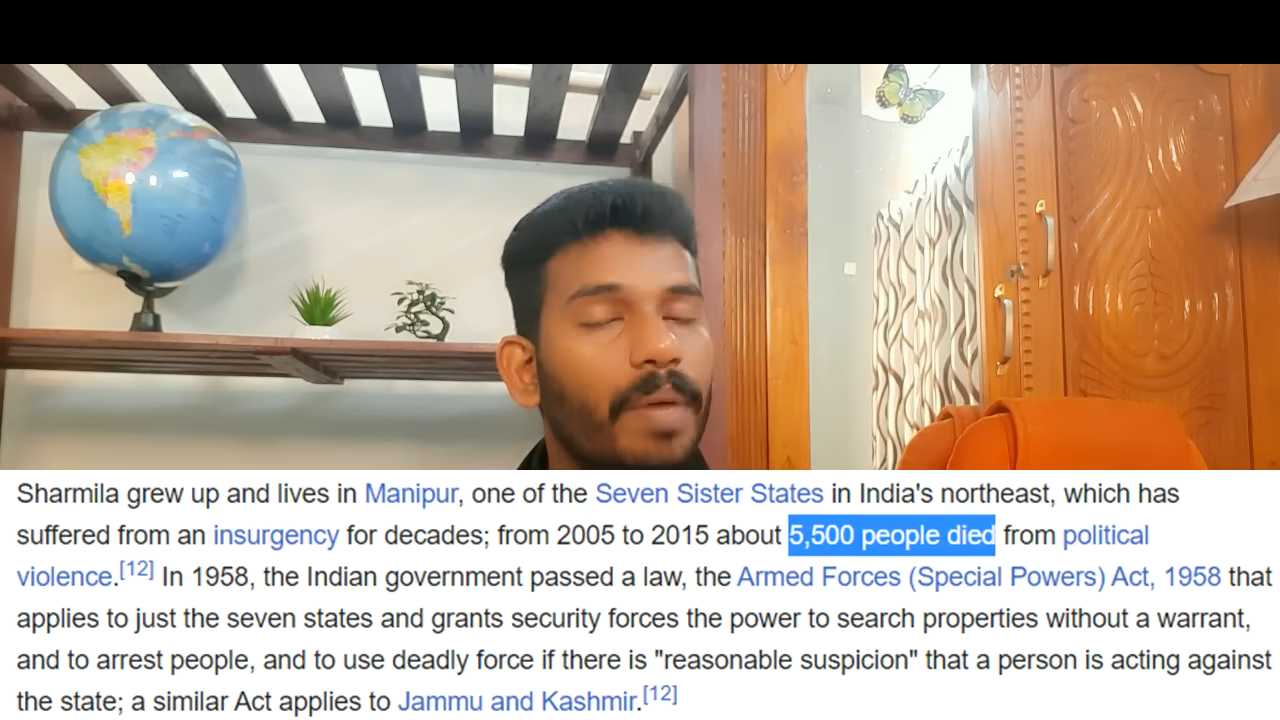 Sharmila grew up and lives in Manipur, one of the Seven Sister States in India's northeast, which has
suffered from an insurgency for decades; from 2005 to 2015 about 5,500 people died from political
violence.[12] In 1958, the Indian government passed a law, the Armed Forces (Special Powers) Act, 1958 that
applies to just the seven states and grants security forces the power to search properties without a warrant,
and to arrest people, and to use deadly force if there is "reasonable suspicion" that a person is acting against
the state; a similar Act applies to Jammu and Kashmir.[12]